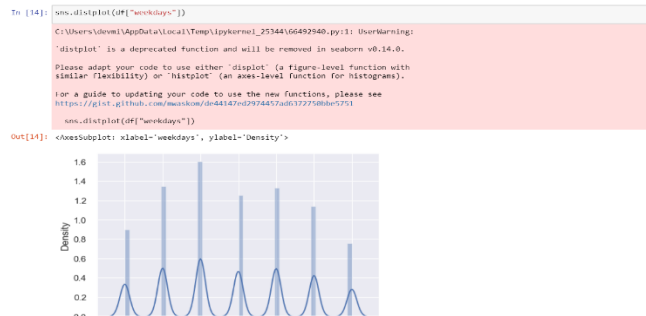 In [14]: sns.distplot(df["weekdays"])
C:\Users\devmi\AppData\Local\Temp\ipykernel_25344\66492940.py:1: UserWarning:
`distplot` is a deprecated function and will be removed in seaborn v0.14.0.
Please adapt your code to use either `displot` (a figure-level function with
similar flexibility) or `histplot` (an axes-level function for histograms).
For a guide to updating your code to use the new functions, please see
https://gist.github.com/mwaskom/de44147ed2974457ad6372750bbe5751
sns.distplot(df["weekdays"])
Out[14]: <AxesSubplot: xlabel='weekdays', ylabel='Density'>
1.6
1.4
1.2
1.0
Density
0.8
0.6
0.4
0.2
0.0